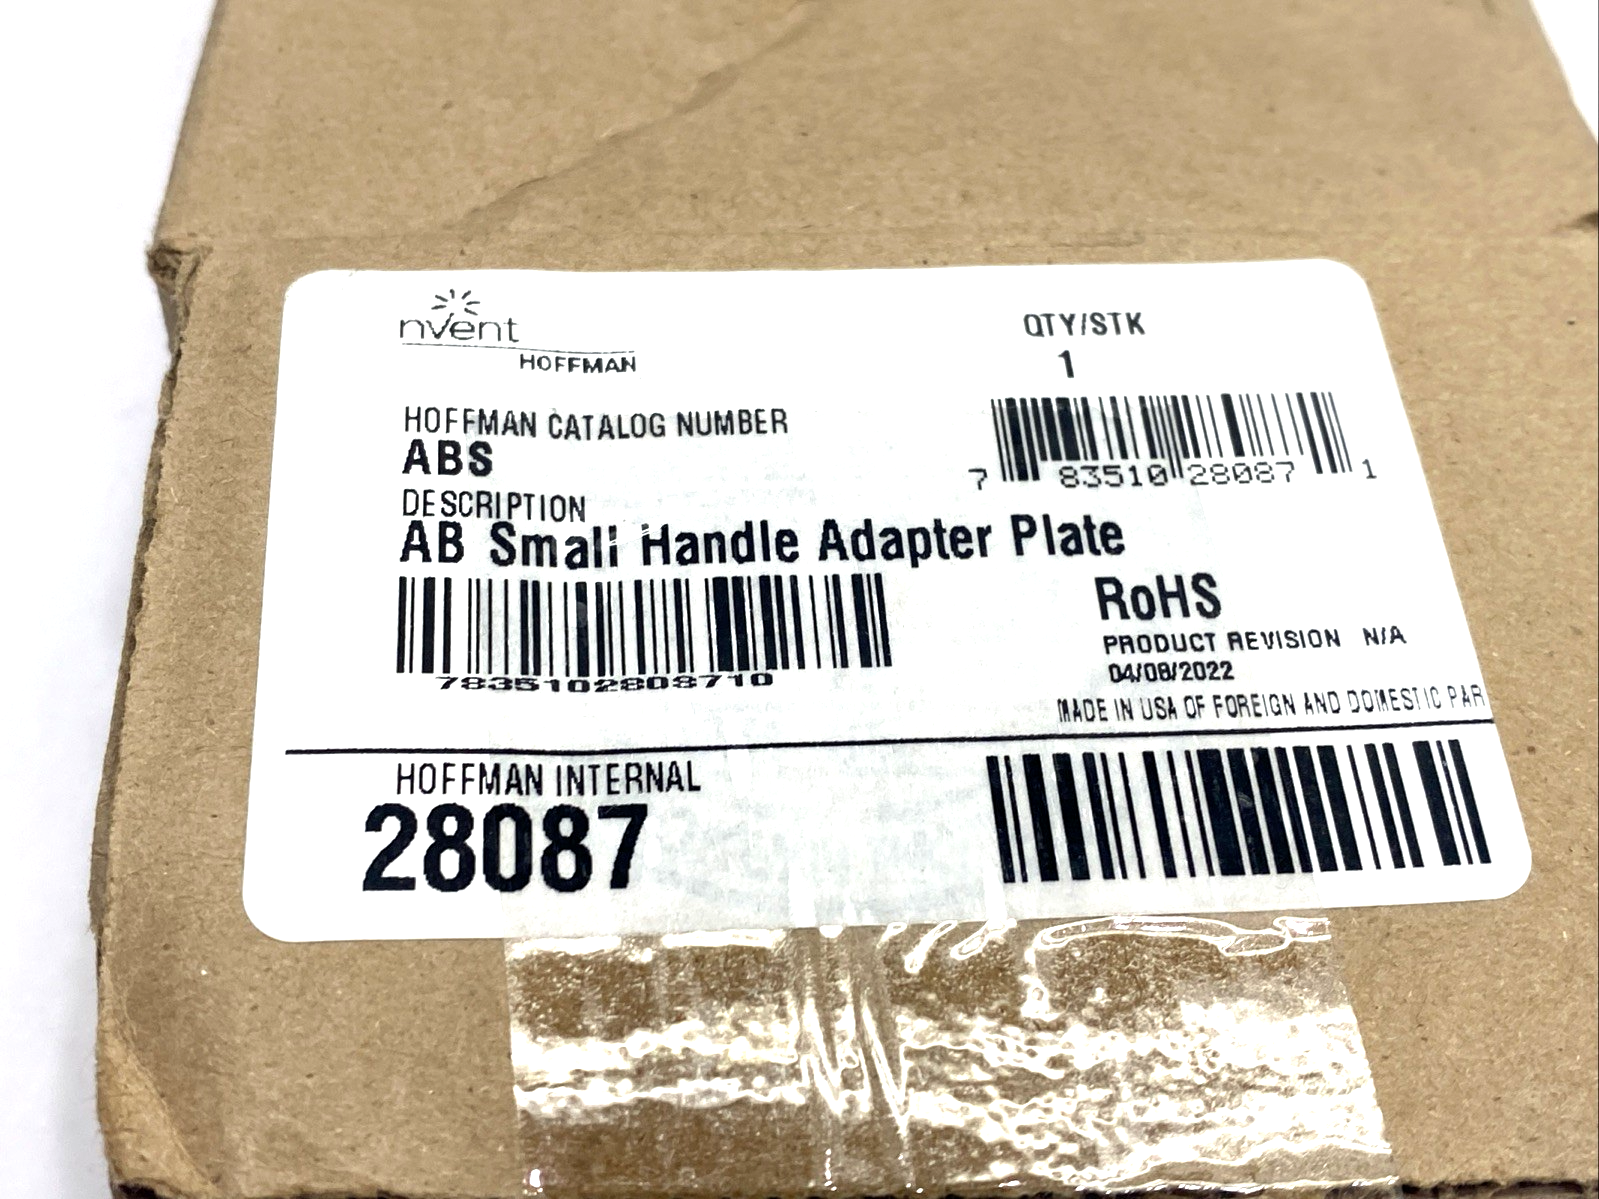 nVent
HOFFMAN
QTY/STK
1
HOFFMAN CATALOG NUMBER
ABS
7 83510 28087 1
DESCRIPTION
AB Small Handle Adapter Plate
RoHS
PRODUCT REVISION N/A
7835102808710
04/08/2022
MADE IN USA OF FOREIGN AND DOMESTIC PAR
HOFFMAN INTERNAL
28087